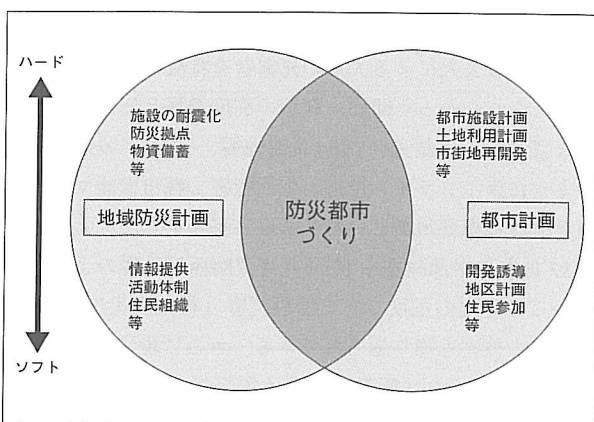 ハード
施設の耐震化
防災拠点
物資備蓄
等
地域防災計画
情報提供
活動体制
住民組織
等
防災都市
づくり
都市施設計画
土地利用計画
市街地再開発
等
都市計画
開発誘導
地区計画
住民参加
等
ソフト